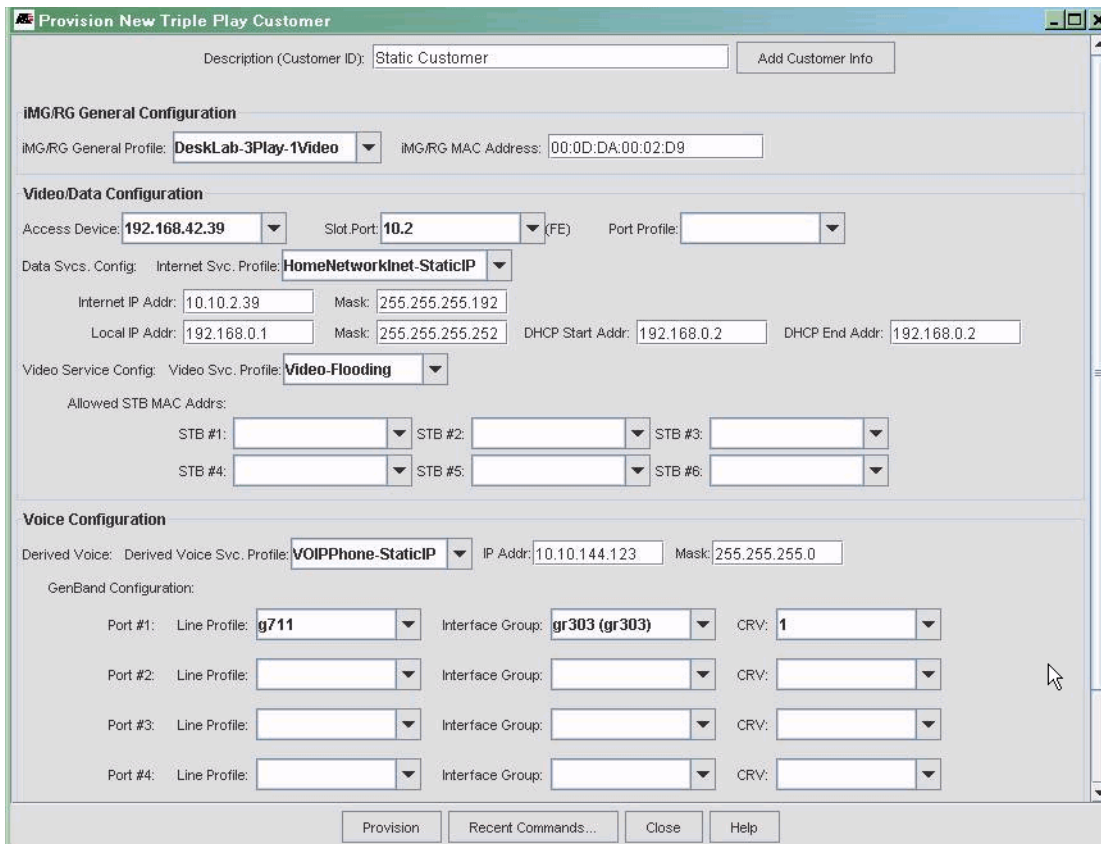 Provision New Triple Play Customer
Description (Customer ID): Static Customer Add Customer Info
iMG/RG General Configuration
iMG/RG General Profile: DeskLab-3Play-1Video iMG/RG MAC Address: 00:0D:DA:00:02:D9
Video/Data Configuration
Access Device: 192.168.42.39 Slot.Port: 10.2 (FE) Port Profile:
Data Svcs. Config: Internet Svc. Profile: HomeNetworkInet-StaticIP
Internet IP Addr: 10.10.2.39 Mask: 255.255.255.192
Local IP Addr: 192.168.0.1 Mask: 255.255.255.252 DHCP Start Addr: 192.168.0.2 DHCP End Addr: 192.168.0.2
Video Service Config: Video Svc. Profile: Video-Flooding
Allowed STB MAC Addrs:
STB #1: STB #2: STB #3:
STB #4: STB #5: STB #6:
Voice Configuration
Derived Voice: Derived Voice Svc. Profile: VOIPPhone-StaticIP IP Addr: 10.10.144.123 Mask: 255.255.255.0
GenBand Configuration:
Port #1: Line Profile: g711 Interface Group: gr303 (gr303) CRV: 1
Port #2: Line Profile: Interface Group: CRV:
Port #3: Line Profile: Interface Group: CRV:
Port #4: Line Profile: Interface Group: CRV:
Provision Recent Commands... Close Help